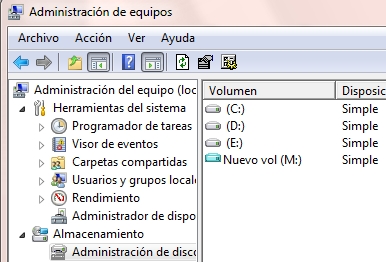 Administración de equipos
Archivo Acción Ver Ayuda
Administración del equipo (loc
Herramientas del sistema
Programador de tareas
Visor de eventos
Carpetas compartidas
Usuarios y grupos locale
Rendimiento
Administrador de dispo
Almacenamiento
Administración de disco
Volumen Disposic
(C:) Simple
(D:) Simple
(E:) Simple
Nuevo vol (M:) Simple